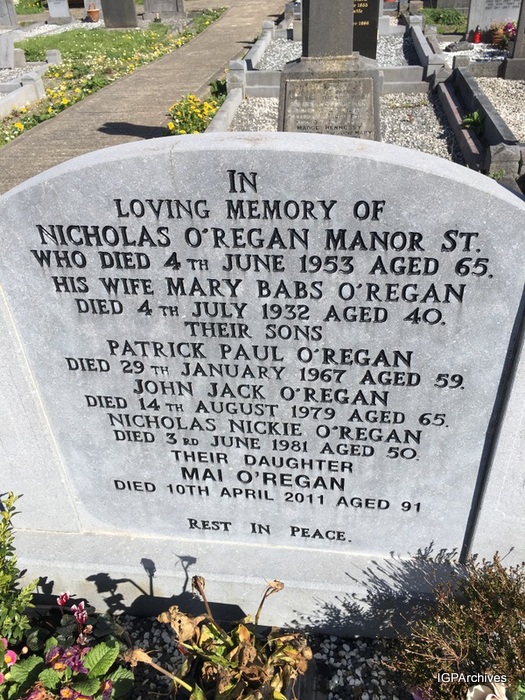 IN
LOVING MEMORY OF
NICHOLAS O'REGAN MANOR ST.
WHO DIED 4TH JUNE 1953 AGED 65.
HIS WIFE MARY BABS O'REGAN
DIED 4TH JULY 1932 AGED 40.
THEIR SONS
PATRICK PAUL O'REGAN
DIED 29TH JANUARY 1967 AGED 59.
JOHN JACK O'REGAN
DIED 14TH AUGUST 1979 AGED 65.
NICHOLAS NICKIE O'REGAN
DIED 3RD JUNE 1981 AGED 50.
THEIR DAUGHTER
MAI O'REGAN
DIED 10TH APRIL 2011 AGED 91
REST IN PEACE.
IGPArchives